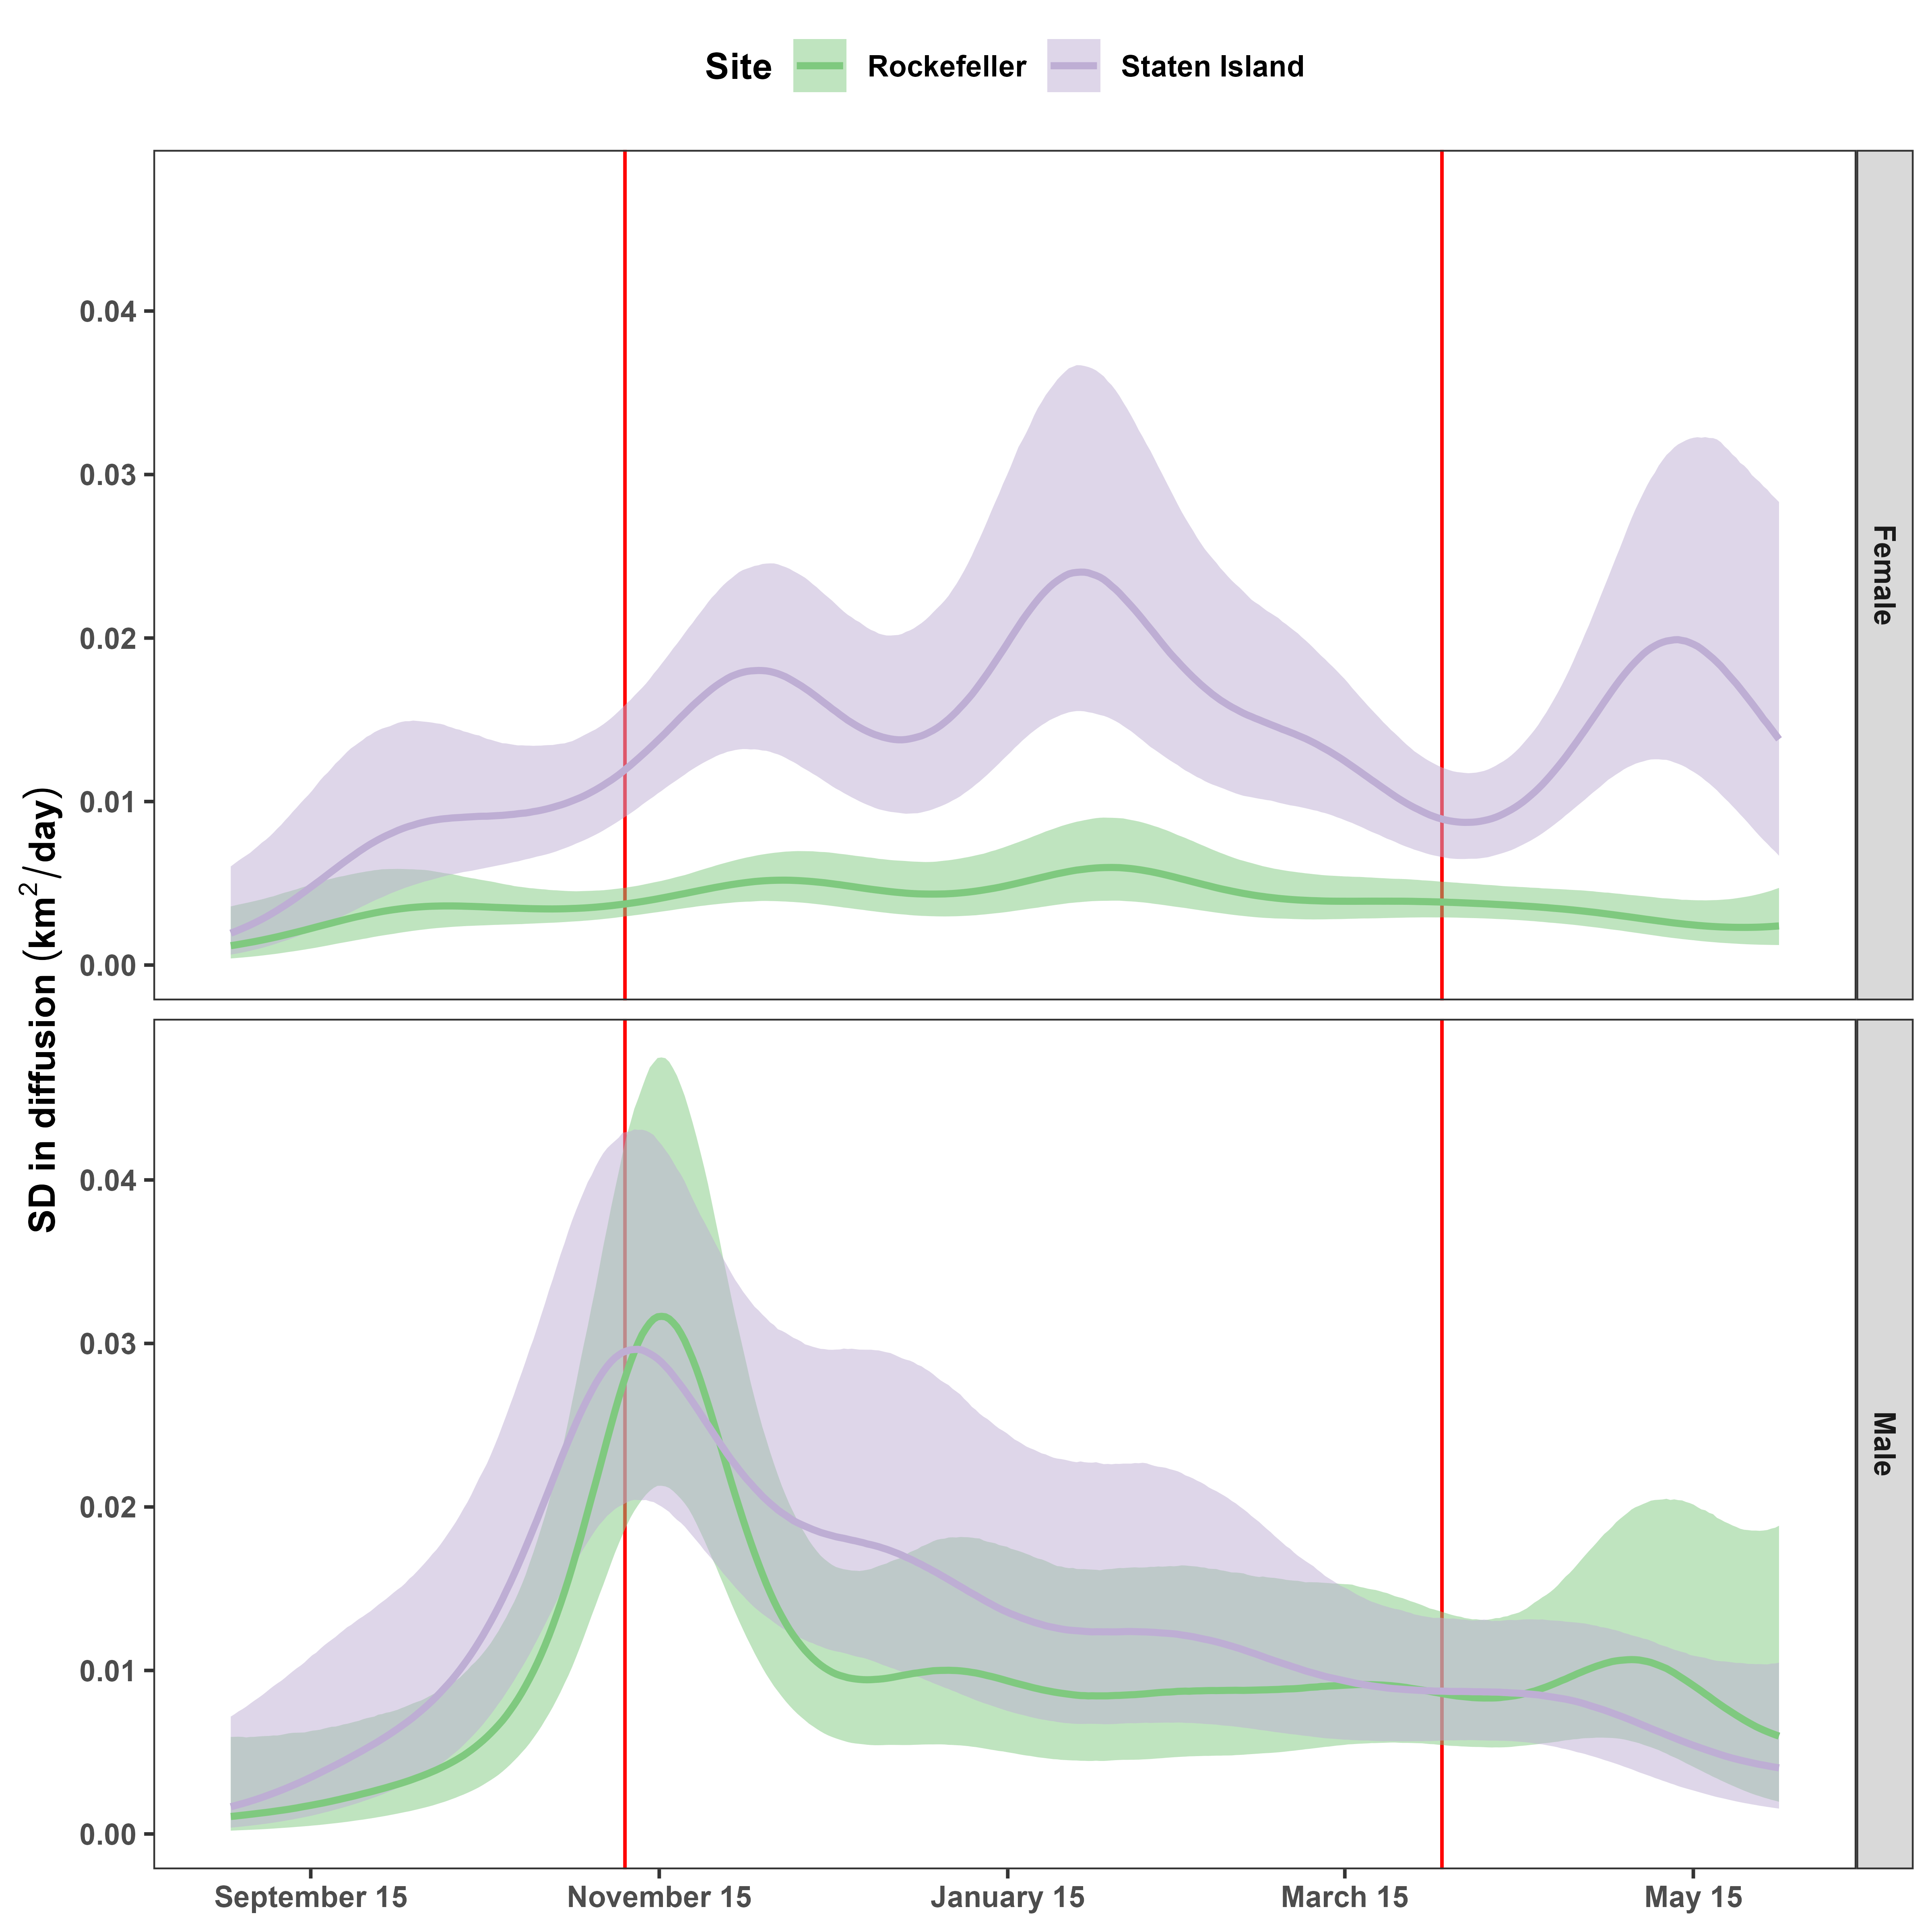 Site Rockefeller Staten Island
SD in diffusion (km²/day)
0.04
0.03
0.02
0.01
0.00
Female
0.04
0.03
0.02
0.01
0.00
Male
September 15 November 15 January 15 March 15 May 15